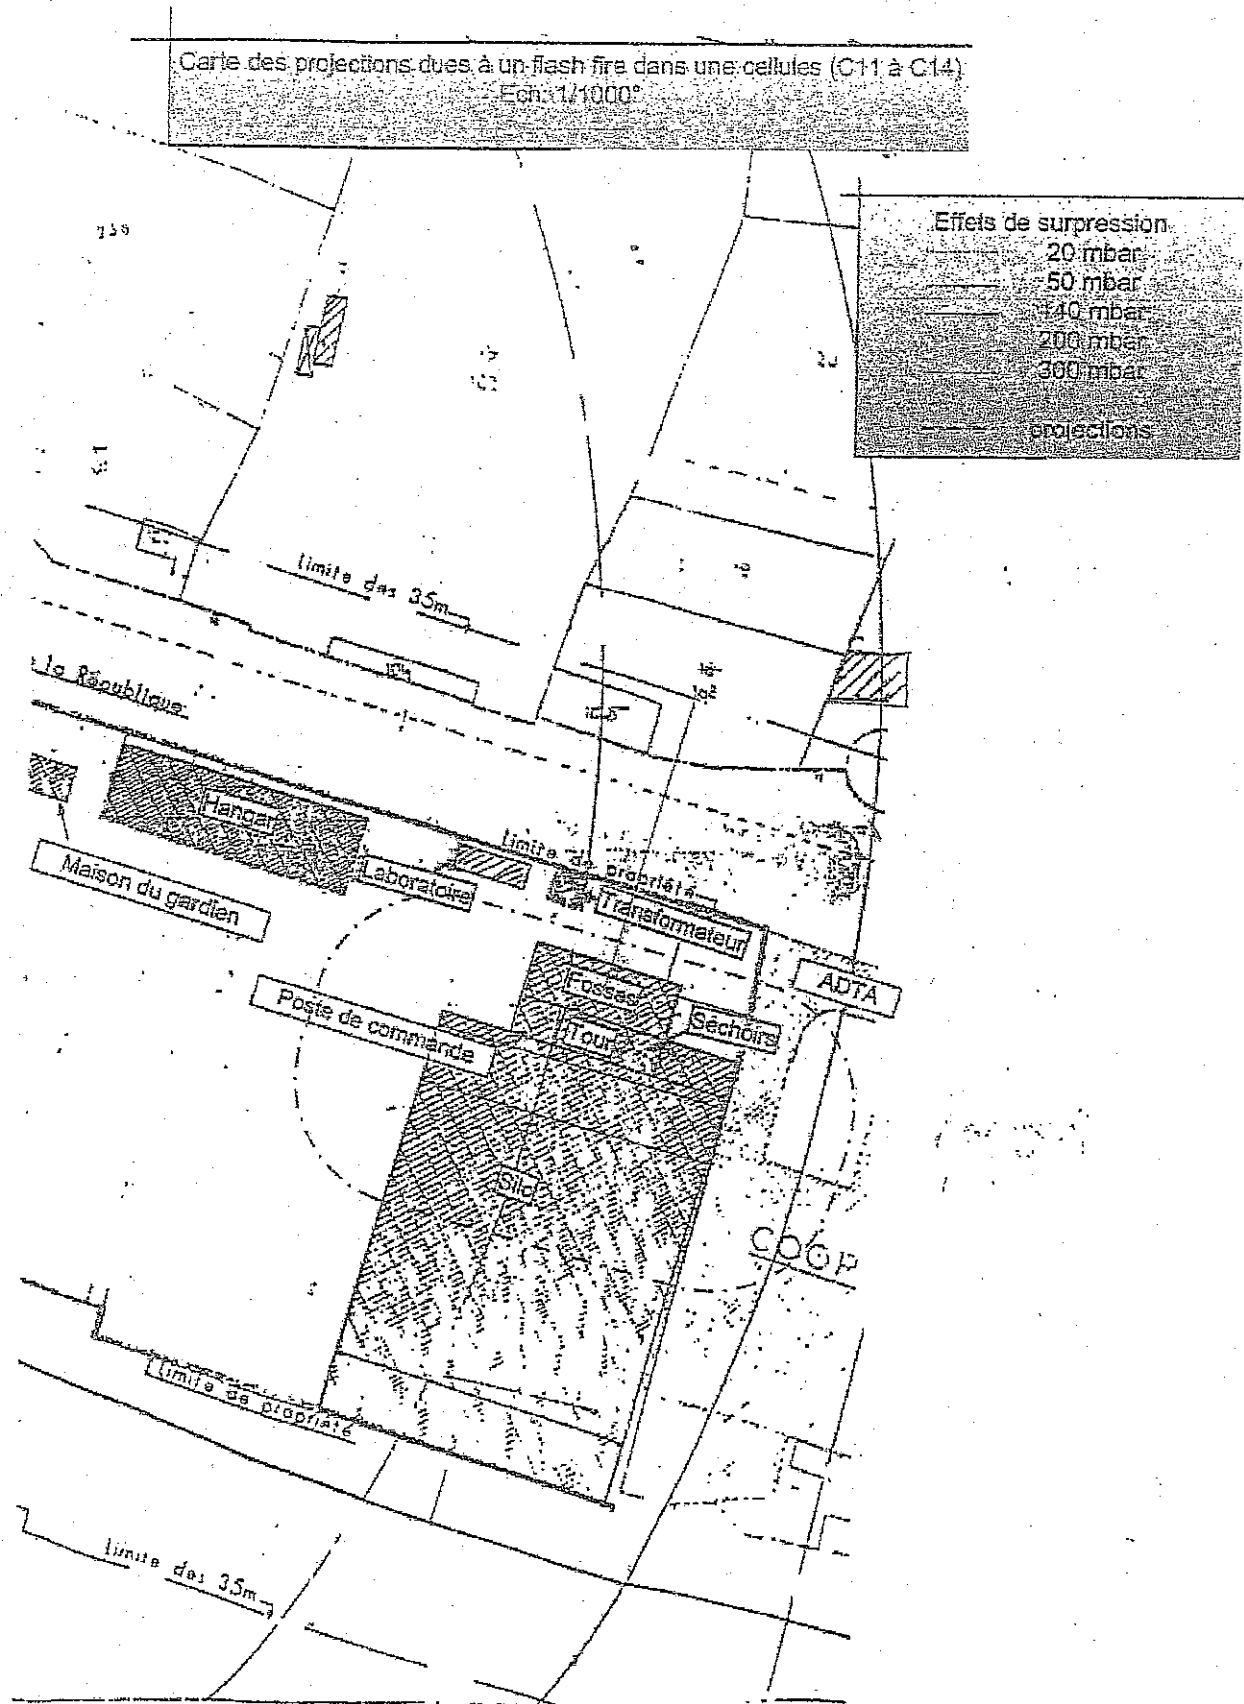 Carte des projections dues à un flash fire dans une cellules (C11 à C14)
Ech. 1/1000°
Effets de surpression
20 mbar
50 mbar
140 mbar
200 mbar
300 mbar
projections
limite des 35m
104
la République
105
Hangar
limite de propriété
Laboratoire
Maison du gardien
Transformateur
ADTA
Fosses
Poste de commande
Séchoirs
Tour
Silo
COOP
limite de propriété
limite des 35m